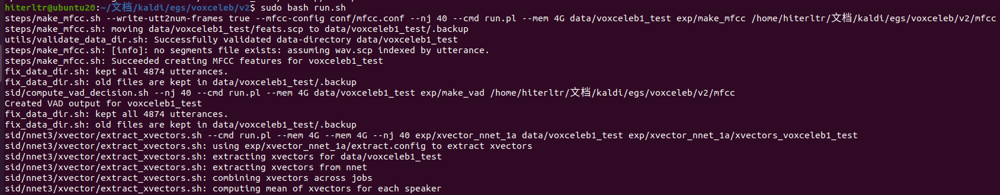 hiterltr@ubuntu20:~/文档/kaldi/egs/voxceleb/v2$ sudo bash run.sh
steps/make_mfcc.sh --write-utt2num-frames true --mfcc-config conf/mfcc.conf --nj 40 --cmd run.pl --mem 4G data/voxceleb1_test exp/make_mfcc /home/hiterltr/文档/kaldi/egs/voxceleb/v2/mfcc
steps/make_mfcc.sh: moving data/voxceleb1_test/feats.scp to data/voxceleb1_test/.backup
utils/validate_data_dir.sh: Successfully validated data-directory data/voxceleb1_test
steps/make_mfcc.sh: [info]: no segments file exists: assuming wav.scp indexed by utterance.
steps/make_mfcc.sh: Succeeded creating MFCC features for voxceleb1_test
fix_data_dir.sh: kept all 4874 utterances.
fix_data_dir.sh: old files are kept in data/voxceleb1_test/.backup
sid/compute_vad_decision.sh --nj 40 --cmd run.pl --mem 4G data/voxceleb1_test exp/make_vad /home/hiterltr/文档/kaldi/egs/voxceleb/v2/mfcc
Created VAD output for voxceleb1_test
fix_data_dir.sh: kept all 4874 utterances.
fix_data_dir.sh: old files are kept in data/voxceleb1_test/.backup
sid/nnet3/xvector/extract_xvectors.sh --cmd run.pl --mem 4G --mem 4G --nj 40 exp/xvector_nnet_1a data/voxceleb1_test exp/xvector_nnet_1a/xvectors_voxceleb1_test
sid/nnet3/xvector/extract_xvectors.sh: using exp/xvector_nnet_1a/extract.config to extract xvectors
sid/nnet3/xvector/extract_xvectors.sh: extracting xvectors for data/voxceleb1_test
sid/nnet3/xvector/extract_xvectors.sh: extracting xvectors from nnet
sid/nnet3/xvector/extract_xvectors.sh: combining xvectors across jobs
sid/nnet3/xvector/extract_xvectors.sh: computing mean of xvectors for each speaker